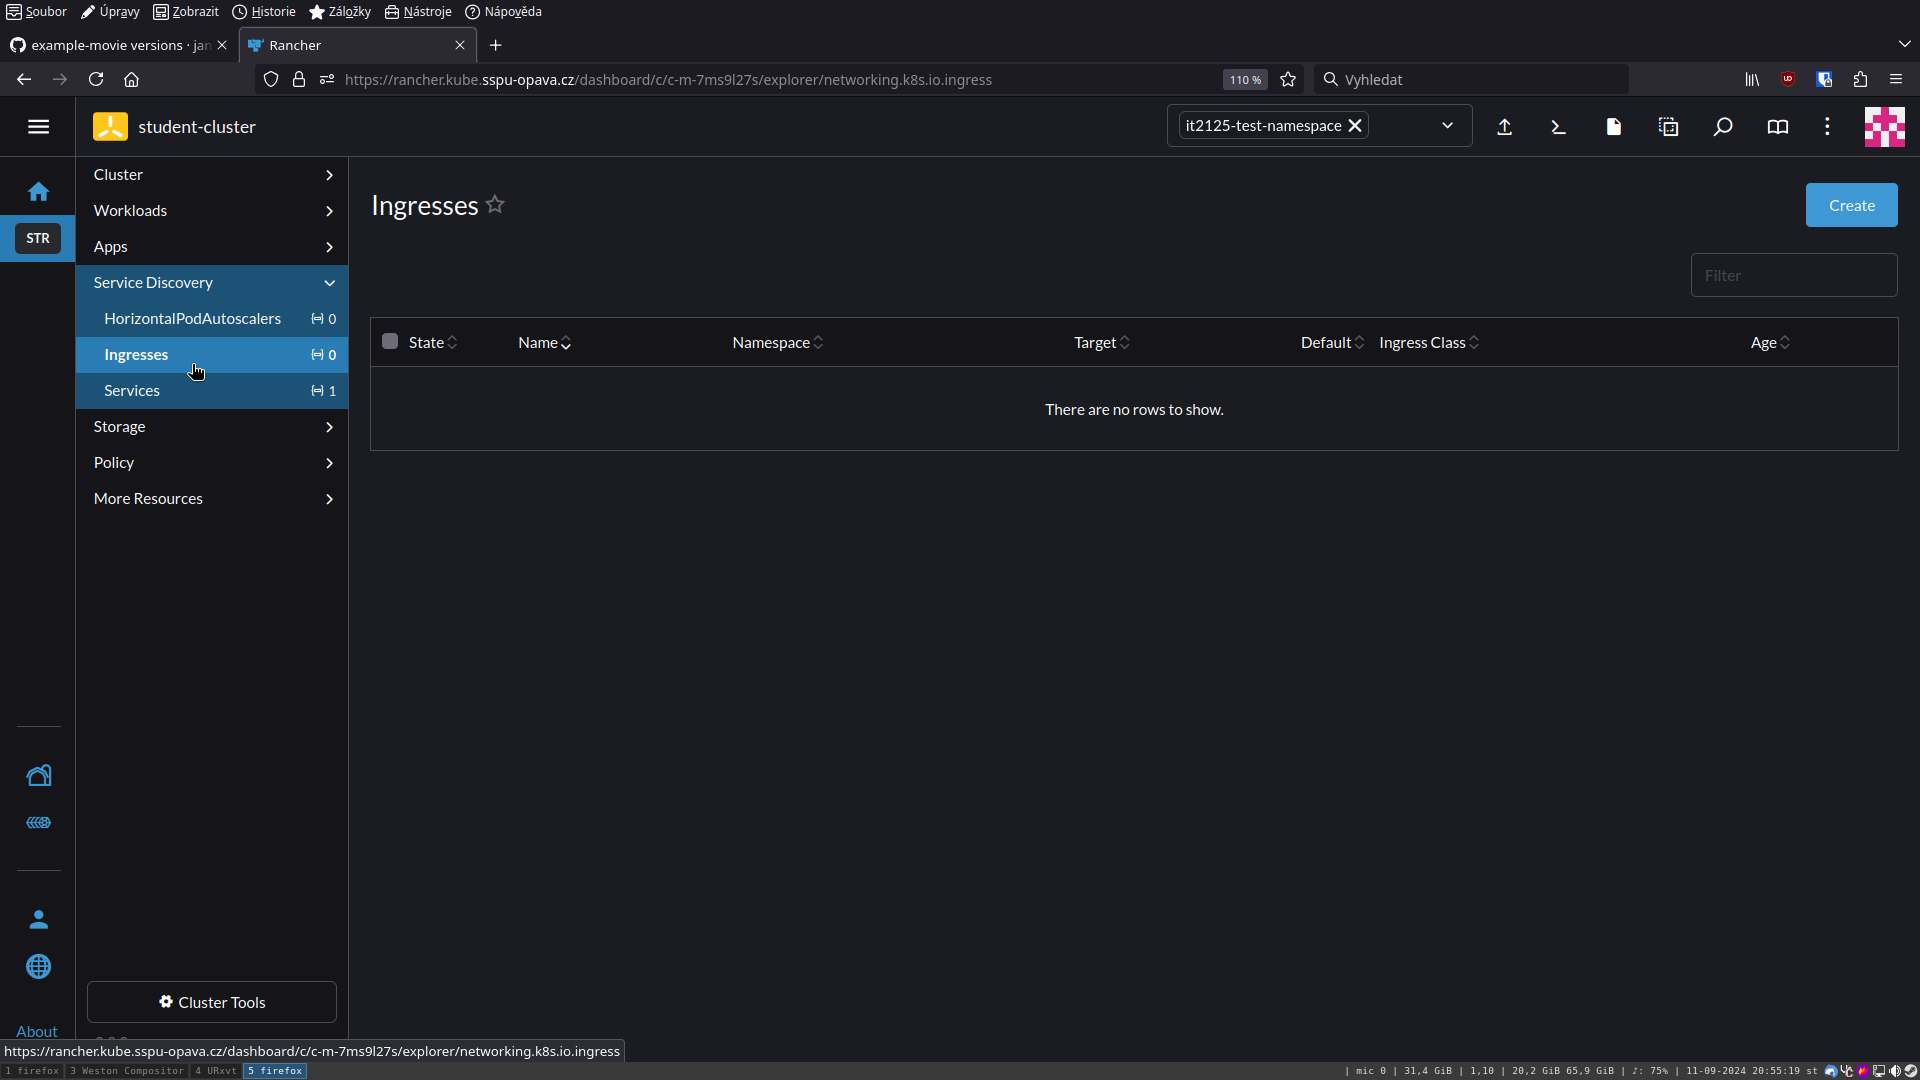 Soubor Úpravy Zobrazit Historie Záložky Nástroje Nápověda
example-movie versions · jan Rancher
https://rancher.kube.sspu-opava.cz/dashboard/c/c-m-7ms9l27s/explorer/networking.k8s.io.ingress 110 % Vyhledat
student-cluster it2125-test-namespace
STR
Cluster
Workloads
Apps
Service Discovery
HorizontalPodAutoscalers 0
Ingresses 0
Services 1
Storage
Policy
More Resources
Cluster Tools
About
Ingresses
Create
Filter
State Name Namespace Target Default Ingress Class Age
There are no rows to show.
https://rancher.kube.sspu-opava.cz/dashboard/c/c-m-7ms9l27s/explorer/networking.k8s.io.ingress
1 firefox 3 Weston Compositor 4 URxvt 5 firefox | mic 0 | 31,4 GiB | 1,10 | 20,2 GiB 65,9 GiB | ♪: 75% | 11-09-2024 20:55:19 st